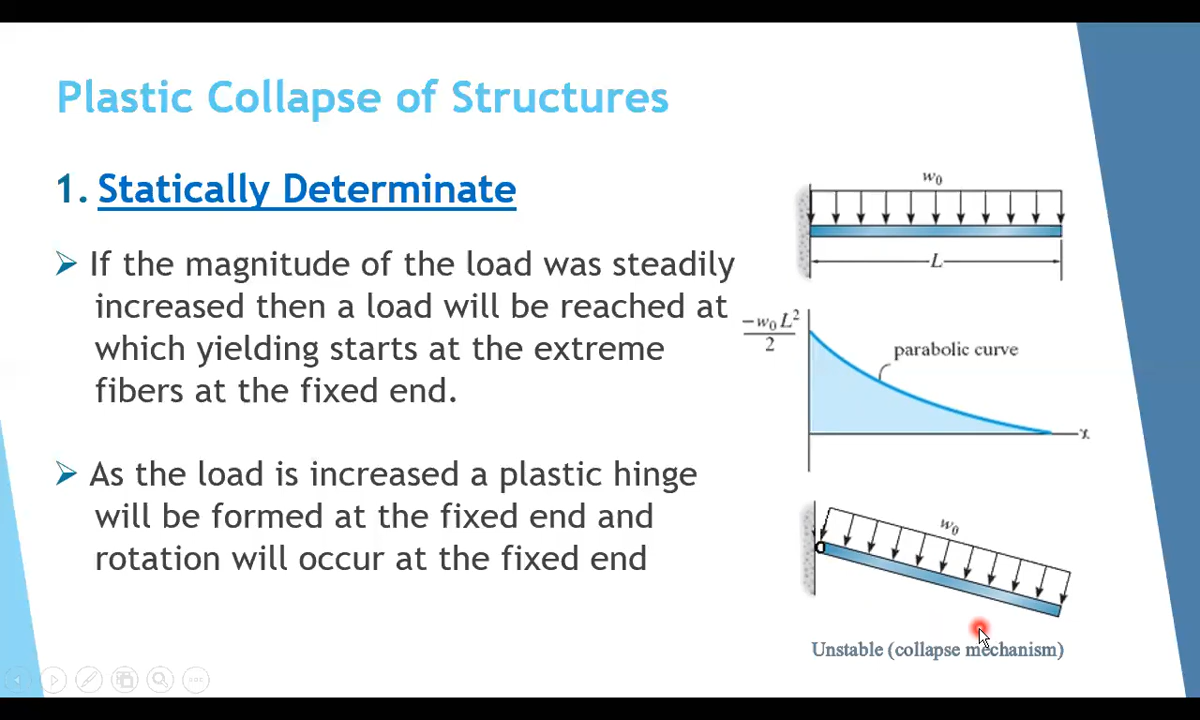 Plastic Collapse of Structures
1. Statically Determinate
➢ If the magnitude of the load was steadily
increased then a load will be reached at
which yielding starts at the extreme
fibers at the fixed end.
➢ As the load is increased a plastic hinge
will be formed at the fixed end and
rotation will occur at the fixed end
w₀
L
−w₀ L²
2
parabolic curve
x
w₀
Unstable (collapse mechanism)